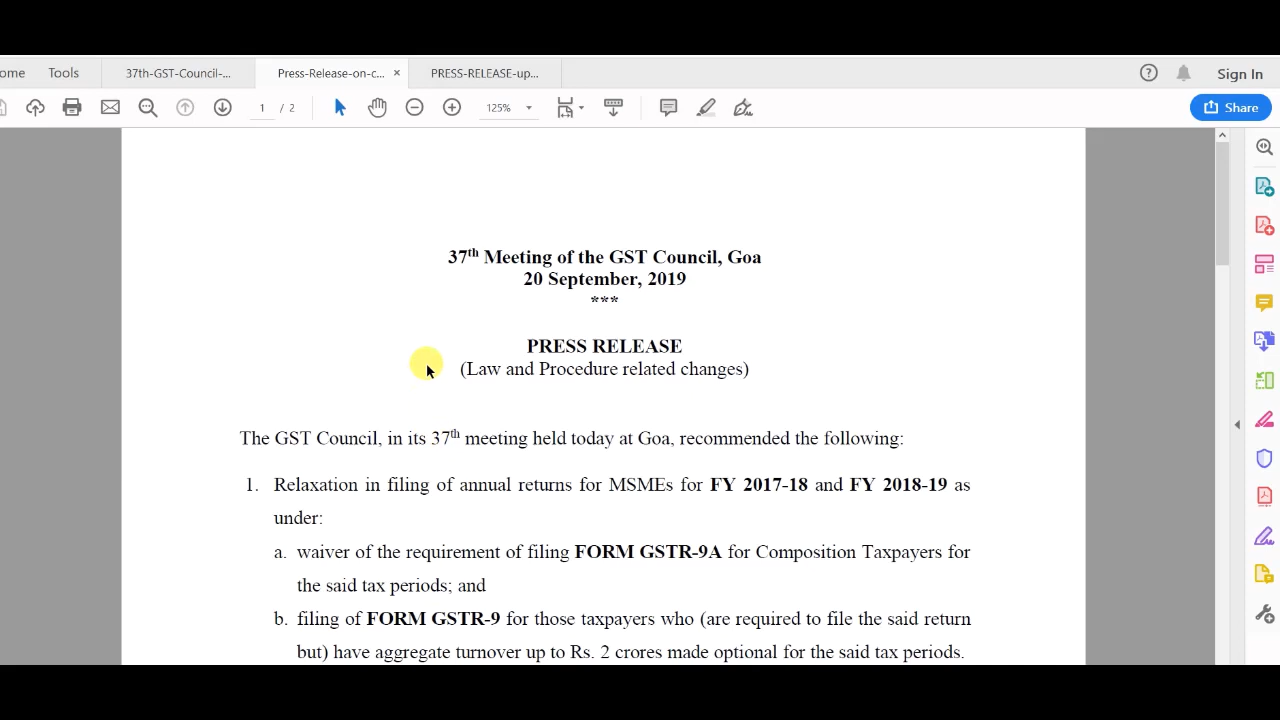 ome Tools 37th-GST-Council-... Press-Release-on-c... × PRESS-RELEASE-up... Sign In
1 / 2 125% Share
37th Meeting of the GST Council, Goa
20 September, 2019
***
PRESS RELEASE
(Law and Procedure related changes)
The GST Council, in its 37th meeting held today at Goa, recommended the following:
1. Relaxation in filing of annual returns for MSMEs for FY 2017-18 and FY 2018-19 as
under:
a. waiver of the requirement of filing FORM GSTR-9A for Composition Taxpayers for
the said tax periods; and
b. filing of FORM GSTR-9 for those taxpayers who (are required to file the said return
but) have aggregate turnover up to Rs. 2 crores made optional for the said tax periods.